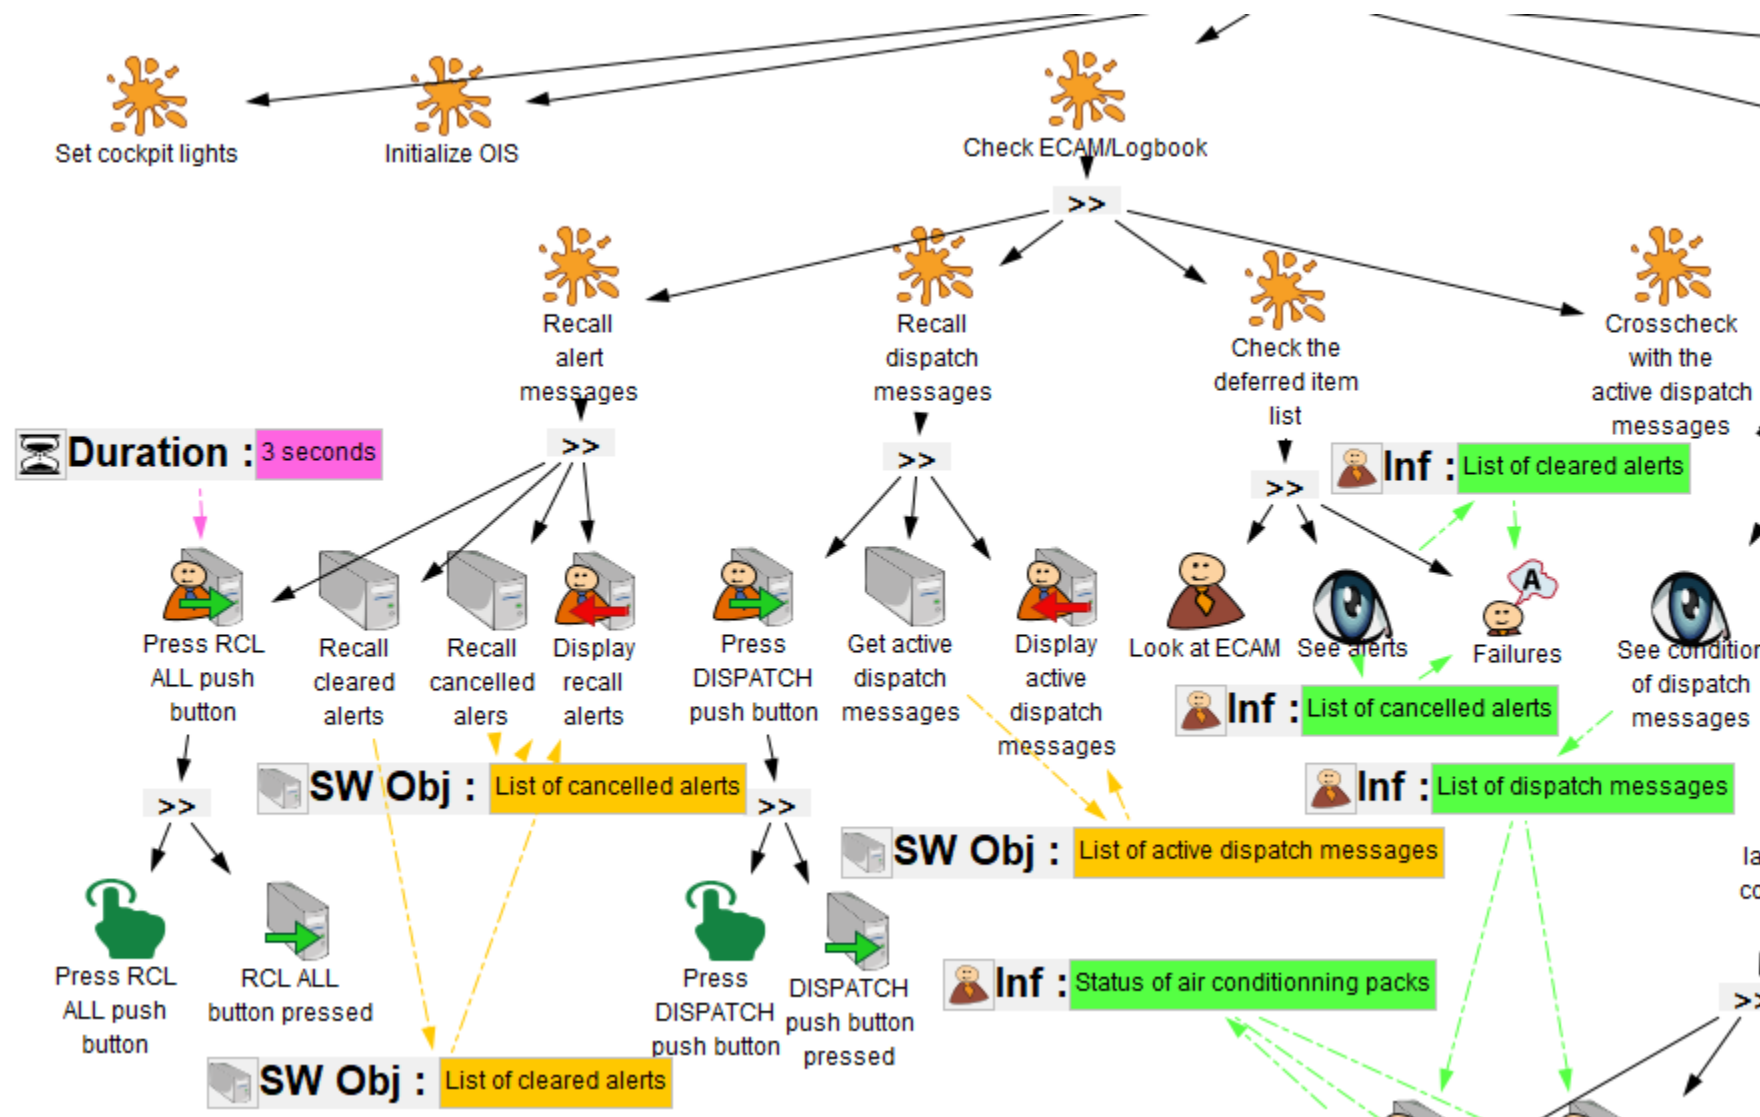 Set cockpit lights
Initialize OIS
Check ECAM/Logbook
>>
Recall
alert
messages
Recall
dispatch
messages
Check the
deferred item
list
Crosscheck
with the
active dispatch
messages
Duration :
3 seconds
>>
>>
>>
Inf :
List of cleared alerts
Press RCL
ALL push
button
Recall
cleared
alerts
Recall
cancelled
alers
Display
recall
alerts
Press
DISPATCH
push button
Get active
dispatch
messages
Display
active
dispatch
messages
Look at ECAM
See alerts
A
Failures
See condition
of dispatch
messages
Inf :
List of cancelled alerts
>>
SW Obj :
List of cancelled alerts
>>
Inf :
List of dispatch messages
SW Obj :
List of active dispatch messages
Press RCL
ALL push
button
RCL ALL
button pressed
Press
DISPATCH
push button
DISPATCH
push button
pressed
Inf :
Status of air conditionning packs
>>
SW Obj :
List of cleared alerts